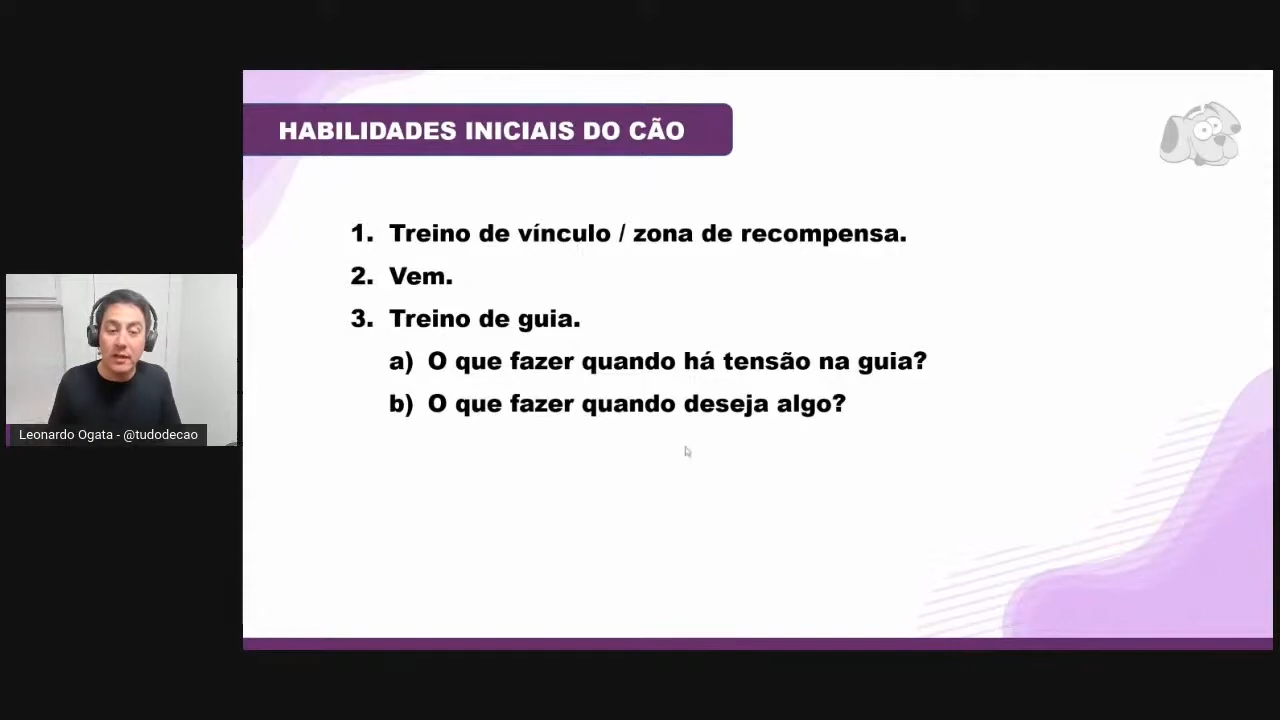 HABILIDADES INICIAIS DO CÃO
1. Treino de vínculo / zona de recompensa.
2. Vem.
3. Treino de guia.
a) O que fazer quando há tensão na guia?
b) O que fazer quando deseja algo?
Leonardo Ogata - @tudodecao